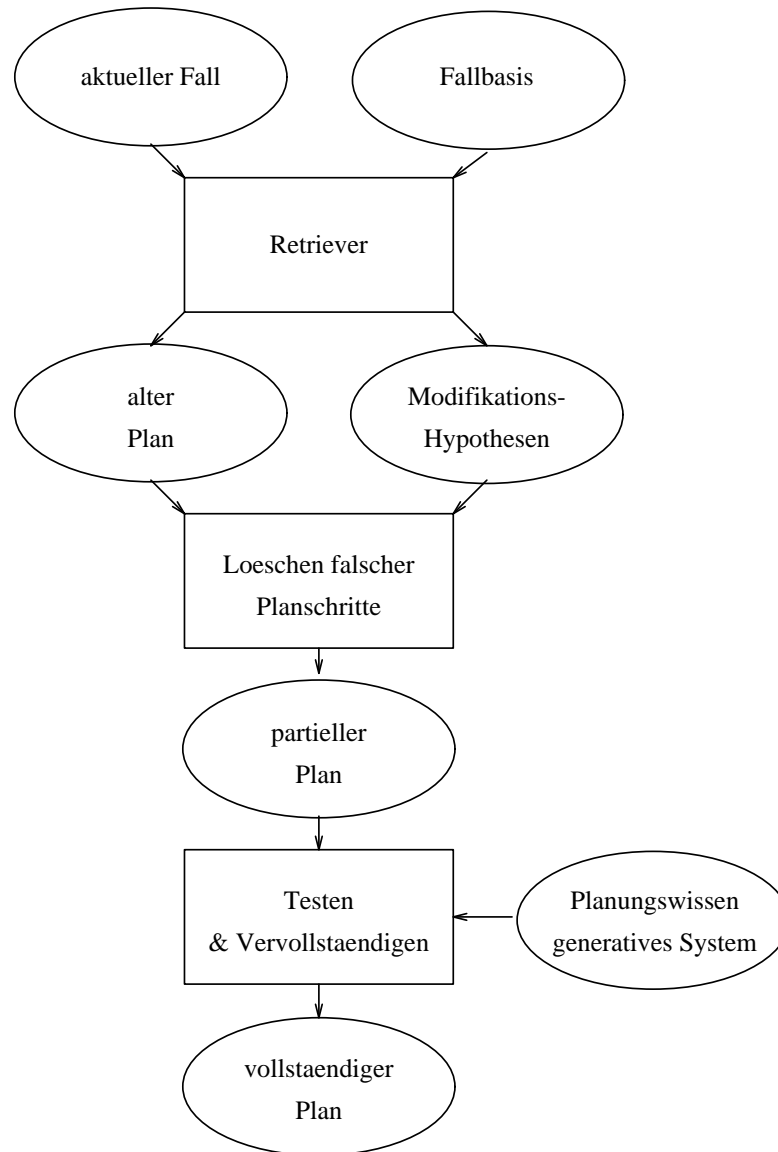 aktueller Fall
Fallbasis
Retriever
alter
Plan
Modifikations-
Hypothesen
Loeschen falscher
Planschritte
partieller
Plan
Testen
& Vervollstaendigen
Planungswissen
generatives System
vollstaendiger
Plan